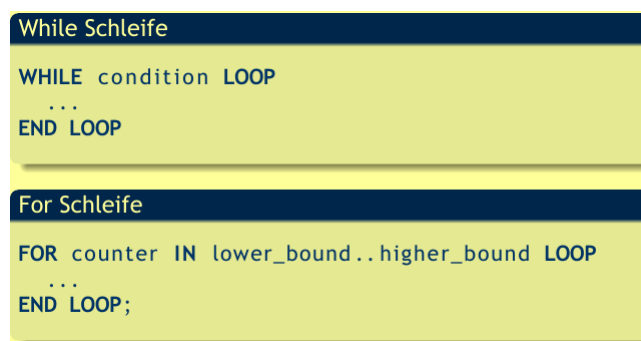 While Schleife
WHILE condition LOOP
...
END LOOP
For Schleife
FOR counter IN lower_bound..higher_bound LOOP
...
END LOOP;